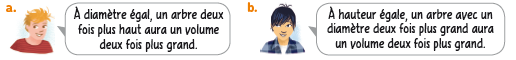 a.
À diamètre égal, un arbre deux
fois plus haut aura un volume
deux fois plus grand.
b.
À hauteur égale, un arbre avec un
diamètre deux fois plus grand aura
un volume deux fois plus grand.